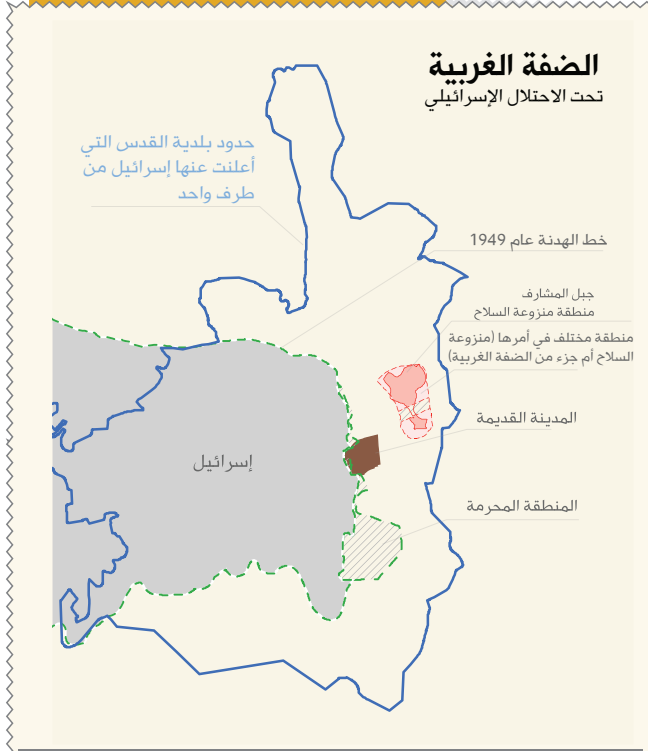 الضفة الغربية
تحت الاحتلال الإسرائيلي
حدود بلدية القدس التي
أعلنت عنها إسرائيل من
طرف واحد
خط الهدنة عام 1949
جبل المشارف
منطقة منزوعة السلاح
منطقة مختلف في أمرها (منزوعة
السلاح أم جزء من الضفة الغربية)
المدينة القديمة
إسرائيل
المنطقة المحرمة